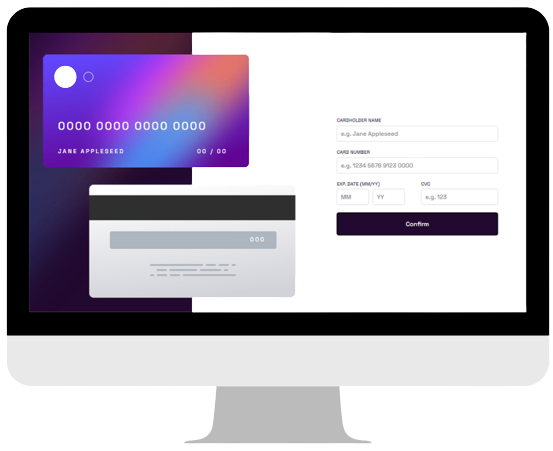 0000 0000 0000 0000
JANE APPLESEED 00 / 00
000
CARDHOLDER NAME
e.g. Jane Appleseed
CARD NUMBER
e.g. 1234 5678 9123 0000
EXP. DATE (MM/YY) CVC
MM YY e.g. 123
Confirm